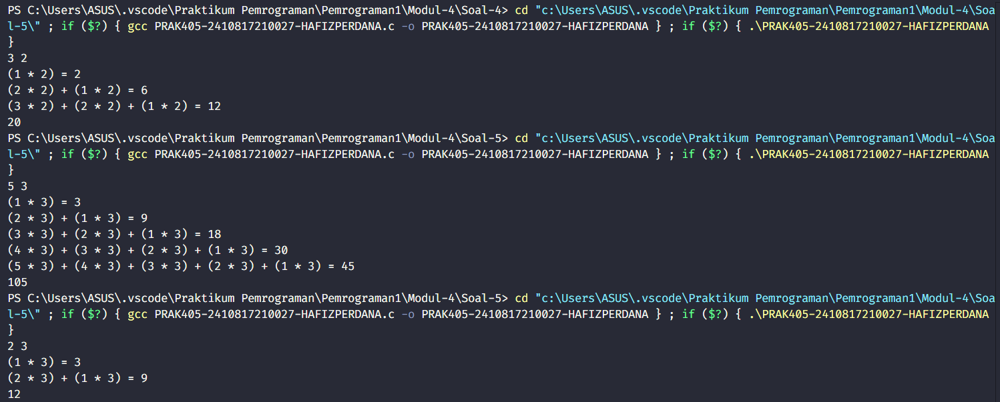 PS C:\Users\ASUS\.vscode\Praktikum Pemrograman\Pemrograman1\Modul-4\Soal-4> cd "c:\Users\ASUS\.vscode\Praktikum Pemrograman\Pemrograman1\Modul-4\Soa
l-5\" ; if ($?) { gcc PRAK405-2410817210027-HAFIZPERDANA.c -o PRAK405-2410817210027-HAFIZPERDANA } ; if ($?) { .\PRAK405-2410817210027-HAFIZPERDANA
}
3 2
(1 * 2) = 2
(2 * 2) + (1 * 2) = 6
(3 * 2) + (2 * 2) + (1 * 2) = 12
20
PS C:\Users\ASUS\.vscode\Praktikum Pemrograman\Pemrograman1\Modul-4\Soal-5> cd "c:\Users\ASUS\.vscode\Praktikum Pemrograman\Pemrograman1\Modul-4\Soa
l-5\" ; if ($?) { gcc PRAK405-2410817210027-HAFIZPERDANA.c -o PRAK405-2410817210027-HAFIZPERDANA } ; if ($?) { .\PRAK405-2410817210027-HAFIZPERDANA
}
5 3
(1 * 3) = 3
(2 * 3) + (1 * 3) = 9
(3 * 3) + (2 * 3) + (1 * 3) = 18
(4 * 3) + (3 * 3) + (2 * 3) + (1 * 3) = 30
(5 * 3) + (4 * 3) + (3 * 3) + (2 * 3) + (1 * 3) = 45
105
PS C:\Users\ASUS\.vscode\Praktikum Pemrograman\Pemrograman1\Modul-4\Soal-5> cd "c:\Users\ASUS\.vscode\Praktikum Pemrograman\Pemrograman1\Modul-4\Soa
l-5\" ; if ($?) { gcc PRAK405-2410817210027-HAFIZPERDANA.c -o PRAK405-2410817210027-HAFIZPERDANA } ; if ($?) { .\PRAK405-2410817210027-HAFIZPERDANA
}
2 3
(1 * 3) = 3
(2 * 3) + (1 * 3) = 9
12